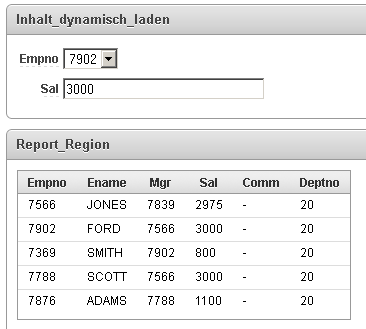 Inhalt_dynamisch_laden
Empno 7902
Sal 3000
Report_Region
Empno Ename Mgr Sal Comm Deptno
7566 JONES 7839 2975 - 20
7902 FORD 7566 3000 - 20
7369 SMITH 7902 800 - 20
7788 SCOTT 7566 3000 - 20
7876 ADAMS 7788 1100 - 20